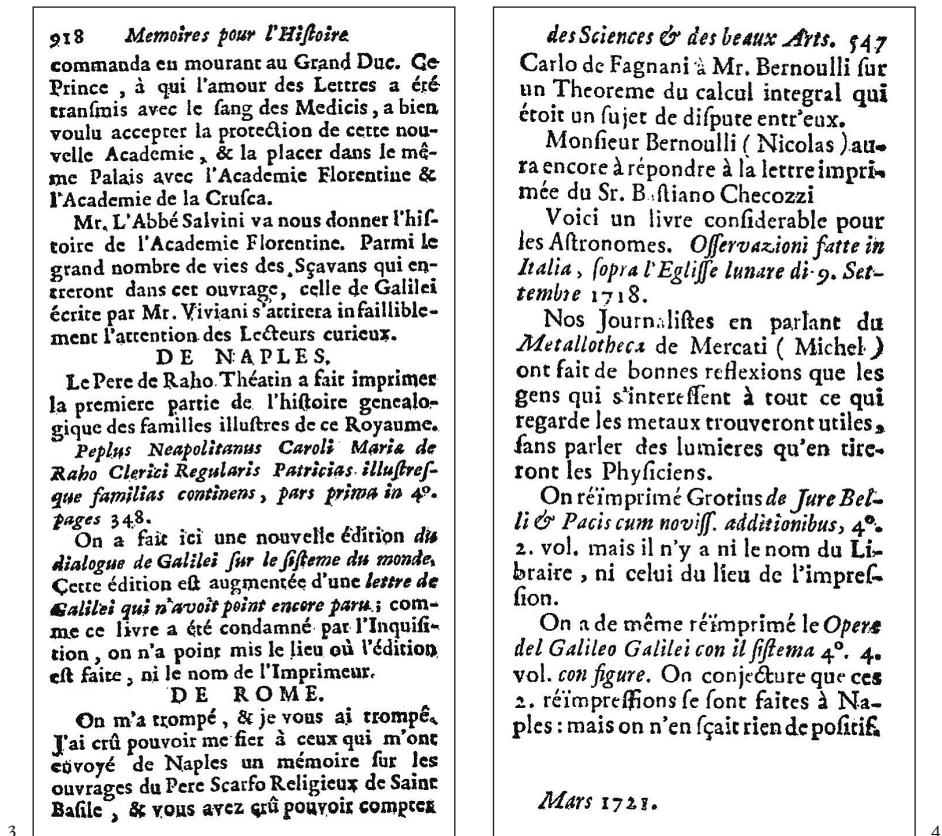 918 Memoires pour l'Hiſtoire
commanda en mourant au Grand Duc. Ce
Prince , à qui l'amour des Lettres a été
tranſmis avec le ſang des Medicis, a bien
voulu accepter la protection de cette nou-
velle Academie , & la placer dans le mê-
me Palais avec l'Academie Florentine &
l'Academie de la Cruſca.
Mr. L'Abbé Salvini va nous donner l'hiſ-
toire de l'Academie Florentine. Parmi le
grand nombre de vies des Sçavans qui en-
treront dans cet ouvrage, celle de Galilei
écrite par Mr. Viviani s'attirera infaillible-
ment l'attention des Lecteurs curieux.
DE NAPLES.
Le Pere de Raho Théatin a fait imprimer
la premiere partie de l'hiſtoire genealo-
gique des familles illuſtres de ce Royaume.
Peplus Neapolitanus Caroli Maria de
Raho Clerici Regularis Patricias illuſtreſ-
que familias continens , pars prima in 4º.
pages 348.
On a fait ici une nouvelle édition du
dialogue de Galilei ſur le ſiſteme du monde.
Cette édition eſt augmentée d'une lettre de
Galilei qui n'avoit point encore paru ; com-
me ce livre a été condamné par l'Inquiſi-
tion , on n'a point mis le lieu où l'édition
eſt faite , ni le nom de l'Imprimeur.
DE ROME.
On m'a trompé , & je vous ai trompé.
J'ai crû pouvoir me fier à ceux qui m'ont
envoyé de Naples un mémoire ſur les
ouvrages du Pere Scarfo Religieux de Saint
Baſile , & vous avez crû pouvoir compter
3
des Sciences & des beaux Arts. 547
Carlo de Fagnani à Mr. Bernoulli ſur
un Theoreme du calcul integral qui
étoit un ſujet de diſpute entr'eux.
Monſieur Bernoulli ( Nicolas ) au-
ra encore à répondre à la lettre impri-
mée du Sr. Baſtiano Checozzi
Voici un livre conſiderable pour
les Aſtronomes. Oſſervazioni fatte in
Italia , ſopra l'Egliſſe lunare di 9. Set-
tembre 1718.
Nos Journaliſtes en parlant du
Metallotheca de Mercati ( Michel )
ont fait de bonnes reflexions que les
gens qui s'intereſſent à tout ce qui
regarde les metaux trouveront utiles,
ſans parler des lumieres qu'en tire-
ront les Phyſiciens.
On réïmprimé Grotius de Jure Bel-
li & Pacis cum noviſſ. additionibus, 4º.
2. vol. mais il n'y a ni le nom du Li-
braire , ni celui du lieu de l'impreſ-
ſion.
On a de même réïmprimé le Opere
del Galileo Galilei con il ſiſtema 4º. 4.
vol. con figure. On conjecture que ces
2. réïmpreſſions ſe ſont faites à Na-
ples : mais on n'en ſçait rien de poſitif.
Mars 1721.
4